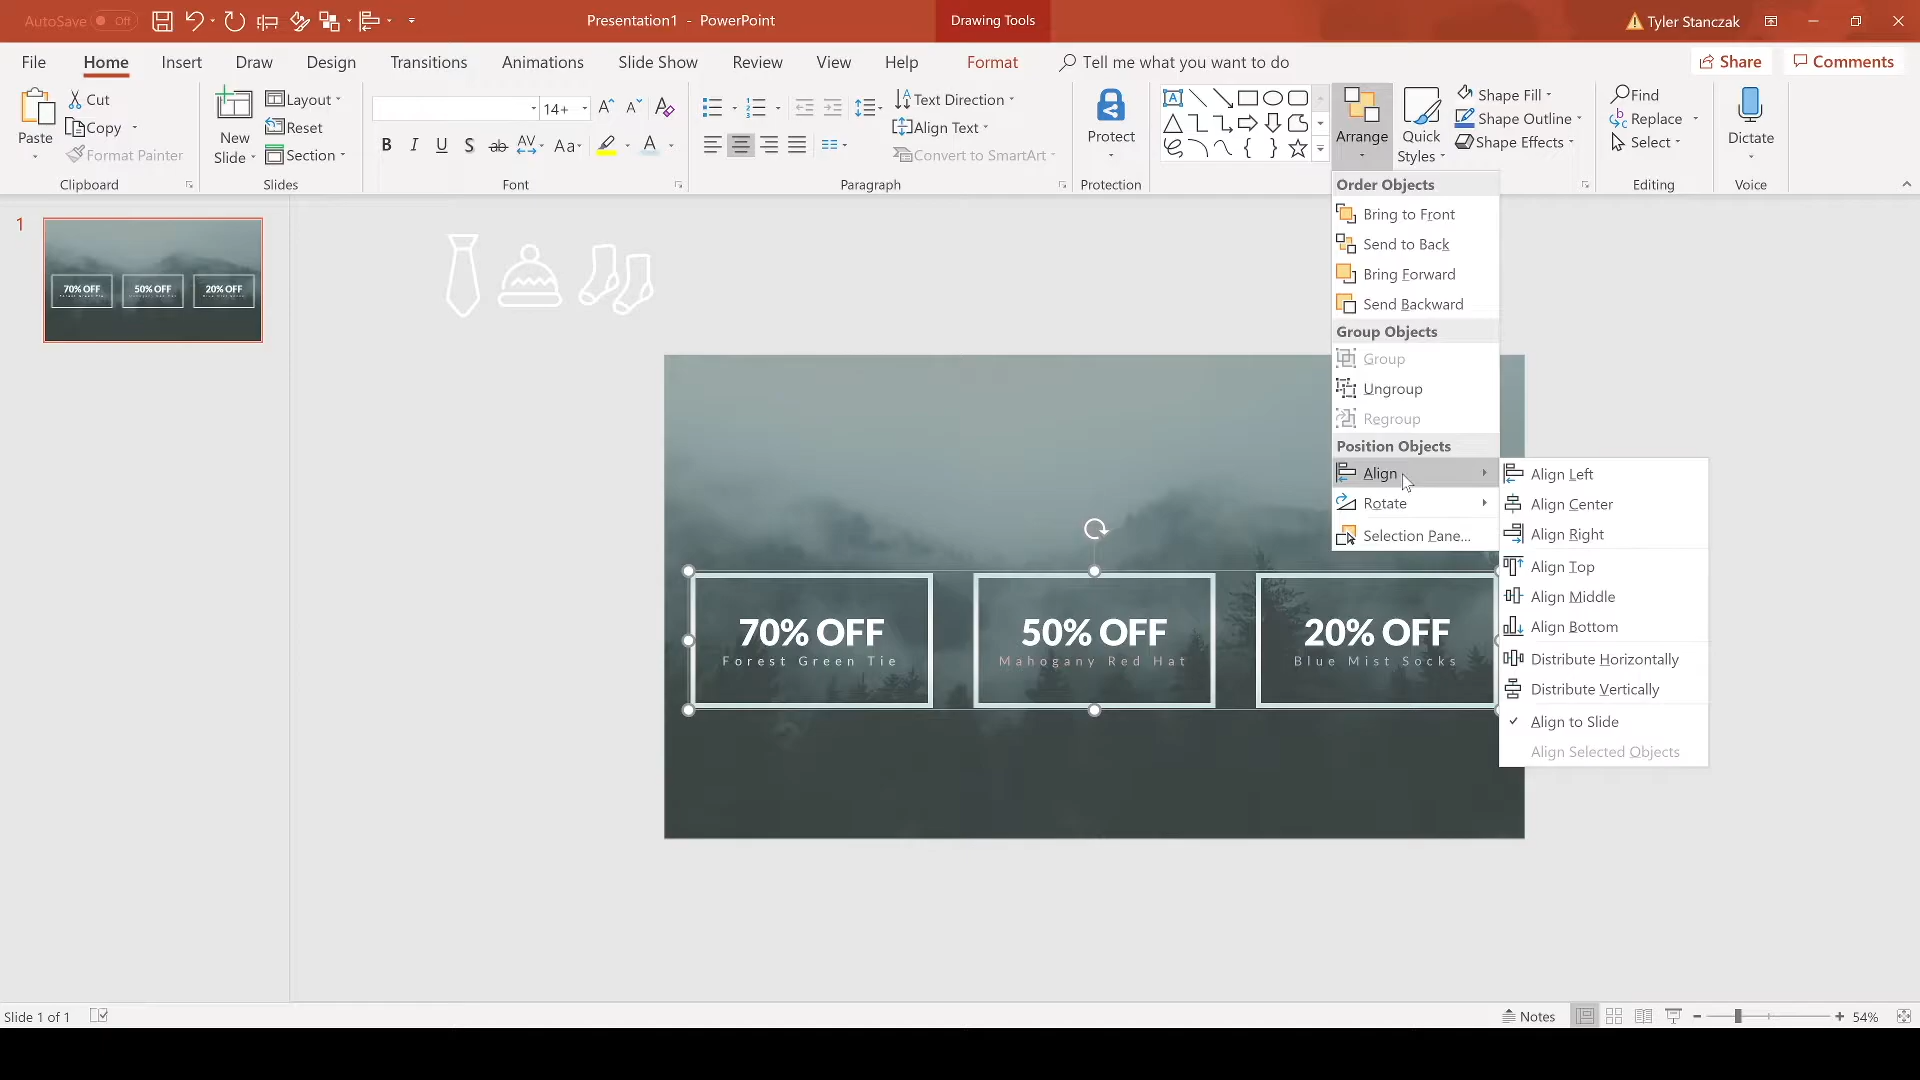 AutoSave Off
Presentation1 - PowerPoint
Drawing Tools
Tyler Stanczak
File Home Insert Draw Design Transitions Animations Slide Show Review View Help Format Tell me what you want to do Share Comments
Paste
Cut
Copy
Format Painter
Clipboard
New
Slide
Layout
Reset
Section
Slides
14+
Font
Text Direction
Align Text
Convert to SmartArt
Paragraph
Protect
Protection
Arrange
Quick
Styles
Shape Fill
Shape Outline
Shape Effects
Find
Replace
Select
Editing
Dictate
Voice
Order Objects
Bring to Front
Send to Back
Bring Forward
Send Backward
Group Objects
Group
Ungroup
Regroup
Position Objects
Align
Rotate
Selection Pane...
Align Left
Align Center
Align Right
Align Top
Align Middle
Align Bottom
Distribute Horizontally
Distribute Vertically
Align to Slide
Align Selected Objects
1
70% OFF
50% OFF
20% OFF
70% OFF
Forest Green Tie
50% OFF
Mahogany Red Hat
20% OFF
Blue Mist Socks
Slide 1 of 1
Notes
54%